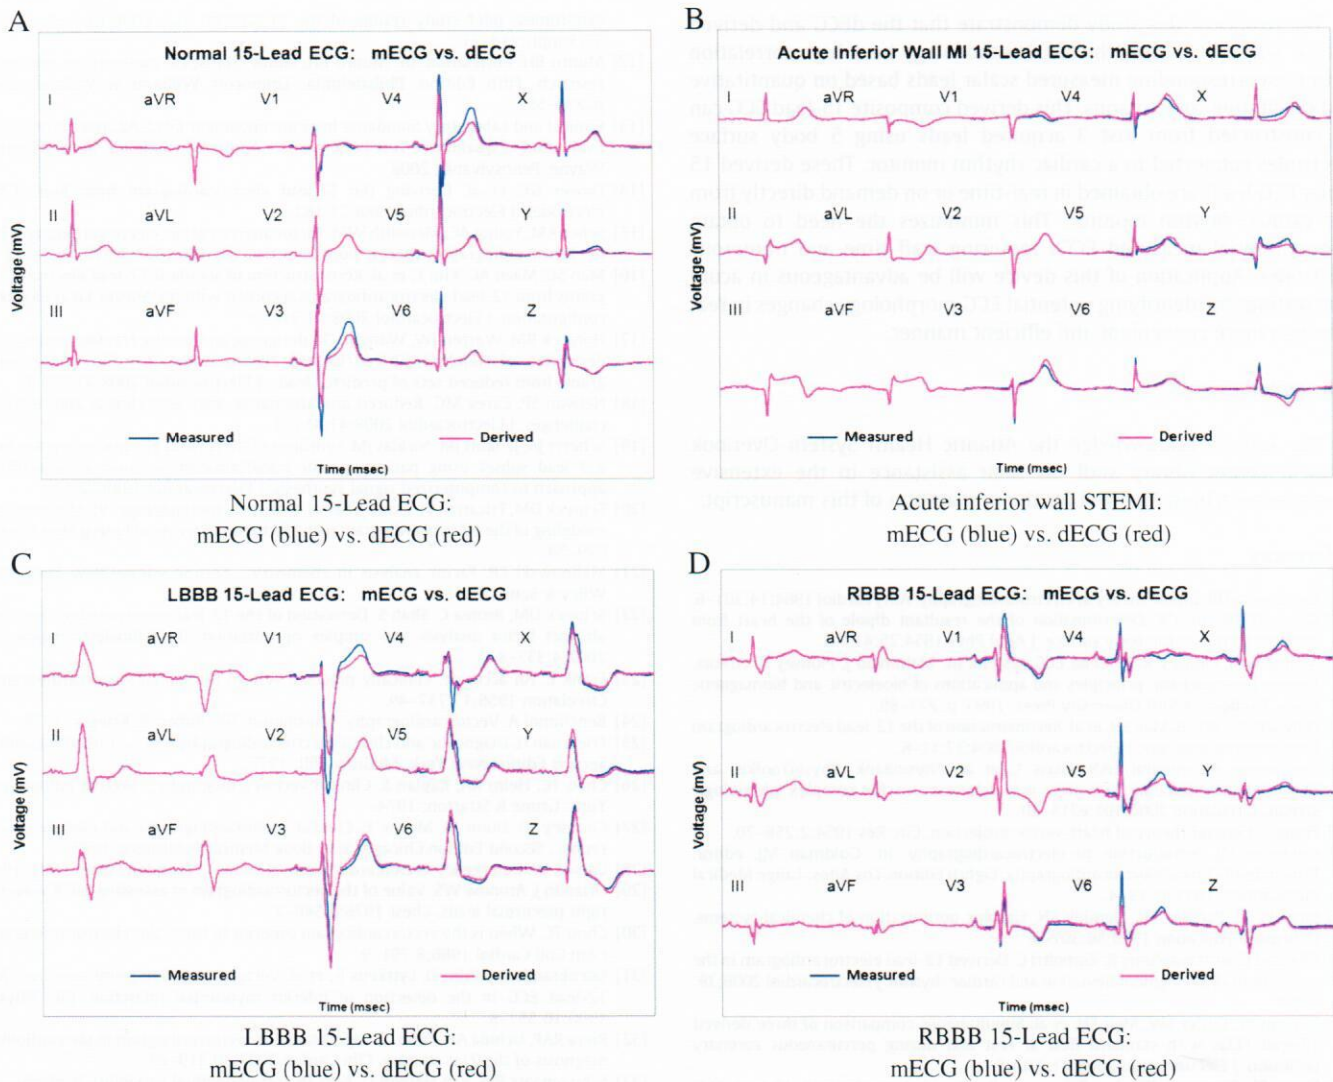 A
Normal 15-Lead ECG: mECG vs. dECG
I aVR V1 V4 X
II aVL V2 V5 Y
III aVF V3 V6 Z
Voltage (mV)
Measured Derived
Time (msec)
Normal 15-Lead ECG:
mECG (blue) vs. dECG (red)
B
Acute Inferior Wall MI 15-Lead ECG: mECG vs. dECG
I aVR V1 V4 X
II aVL V2 V5 Y
III aVF V3 V6 Z
Voltage (mV)
Measured Derived
Time (msec)
Acute inferior wall STEMI:
mECG (blue) vs. dECG (red)
C
LBBB 15-Lead ECG: mECG vs. dECG
I aVR V1 V4 X
II aVL V2 V5 Y
III aVF V3 V6 Z
Voltage (mV)
Measured Derived
Time (msec)
LBBB 15-Lead ECG:
mECG (blue) vs. dECG (red)
D
RBBB 15-Lead ECG: mECG vs. dECG
I aVR V1 V4 X
II aVL V2 V5 Y
III aVF V3 V6 Z
Voltage (mV)
Measured Derived
Time (msec)
RBBB 15-Lead ECG:
mECG (blue) vs. dECG (red)